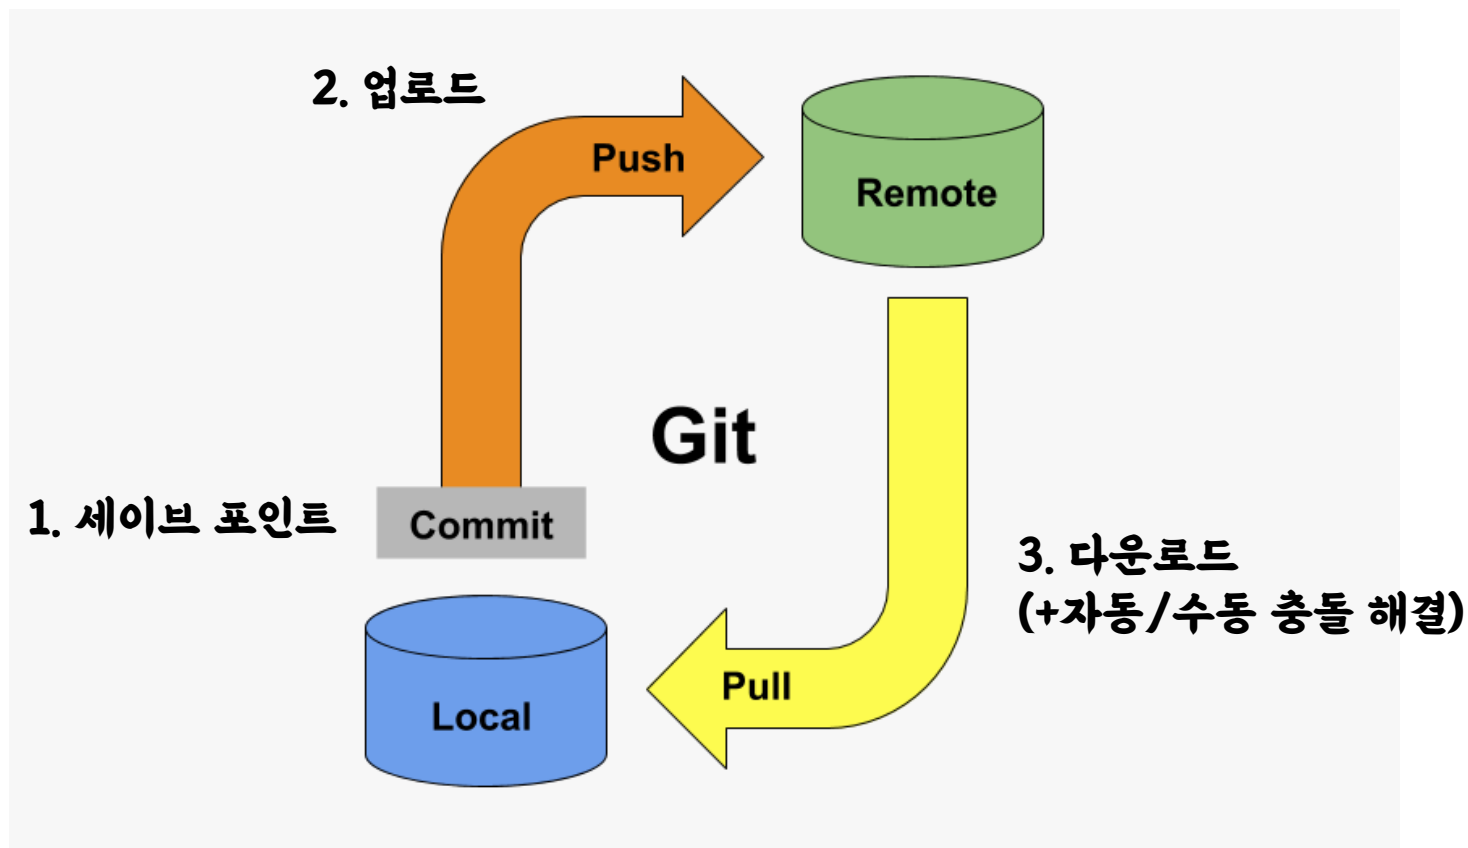 2. 업로드
Push
Remote
Git
1. 세이브 포인트
Commit
3. 다운로드
(+자동/수동 충돌 해결)
Pull
Local